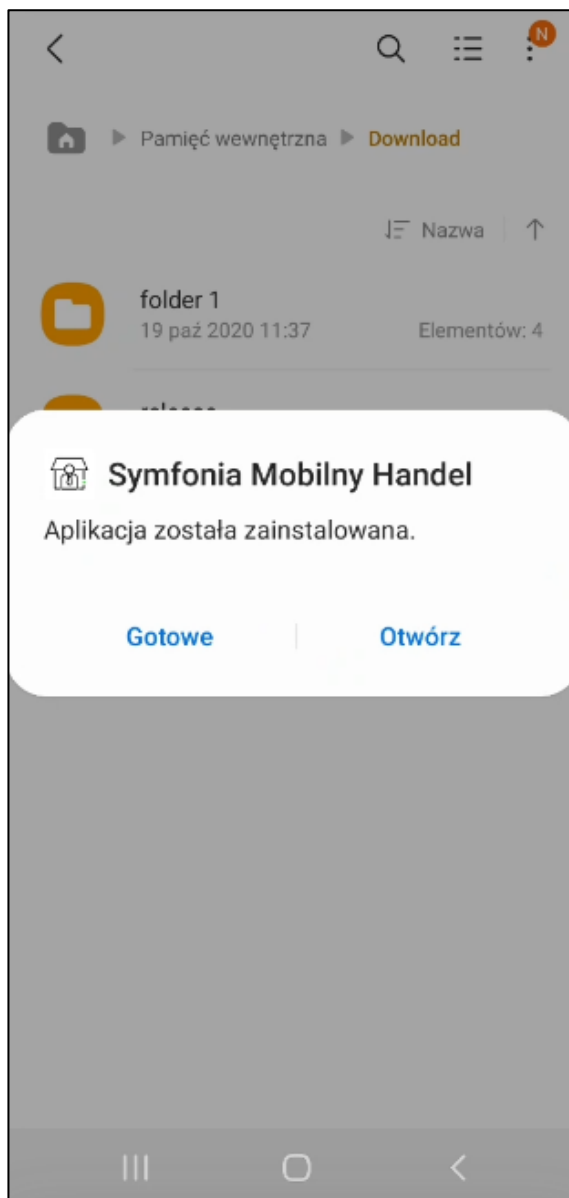 N
Pamięć wewnętrzna Download
Nazwa
folder 1
19 paź 2020 11:37 Elementów: 4
Symfonia Mobilny Handel
Aplikacja została zainstalowana.
Gotowe Otwórz